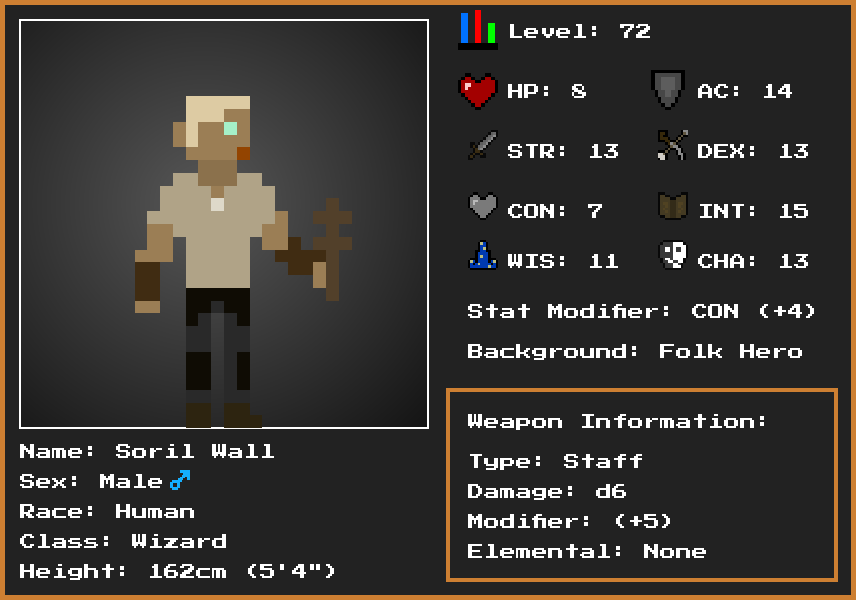 Level: 72
HP: 8
AC: 14
STR: 13
DEX: 13
CON: 7
INT: 15
WIS: 11
CHA: 13
Stat Modifier: CON (+4)
Background: Folk Hero
Weapon Information:
Type: Staff
Damage: d6
Modifier: (+5)
Elemental: None
Name: Soril Wall
Sex: Male♂
Race: Human
Class: Wizard
Height: 162cm (5'4")